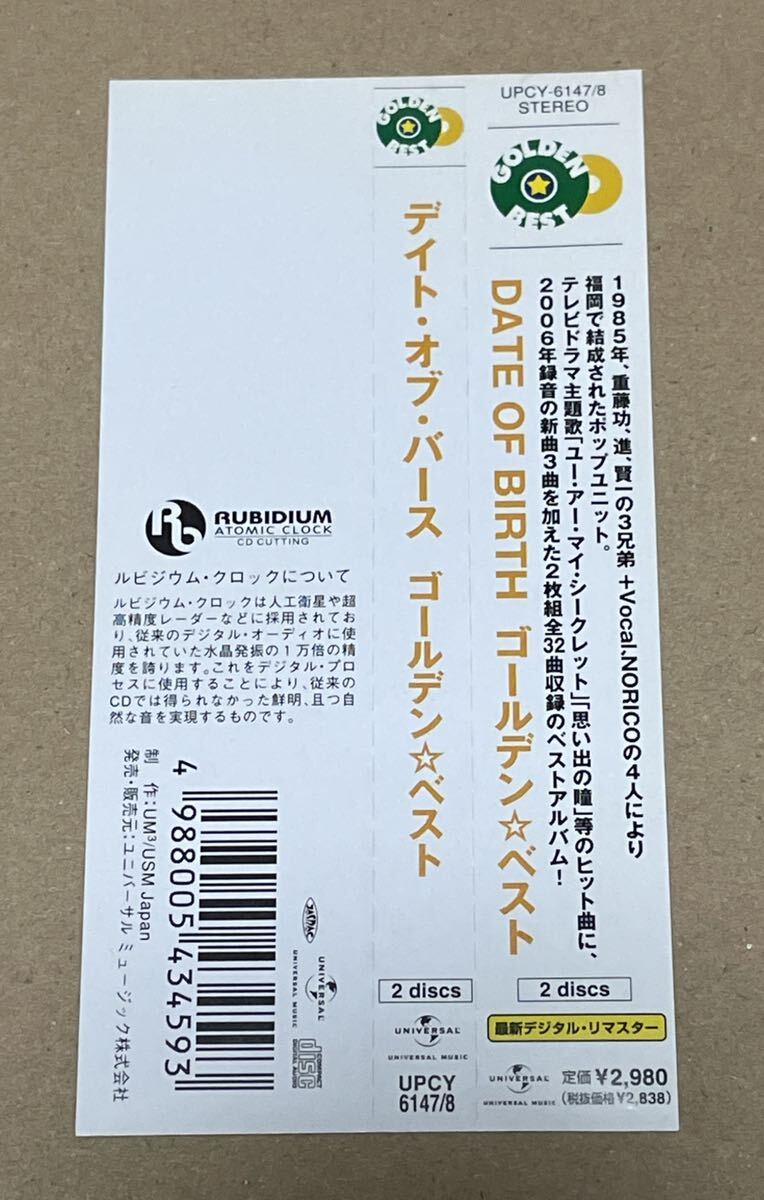 UPCY-6147/8
STEREO
GOLDEN
BEST
1985年、重藤功、進、賢一の3兄弟+Vocal.NORICOの4人により
福岡で結成されたポップユニット。
テレビドラマ主題歌「ユー・アー・マイ・シークレット」「思い出の瞳」等のヒット曲に、
2006年録音の新曲3曲を加えた2枚組全32曲収録のベストアルバム！
DATE OF BIRTH ゴールデン☆ベスト
2 discs
最新デジタル・リマスター
UNIVERSAL
UNIVERSAL MUSIC
定価 ¥2,980
(税抜価格 ¥2,838)
GOLDEN
BEST
デイト・オブ・バース ゴールデン☆ベスト
2 discs
UNIVERSAL
UNIVERSAL MUSIC
UPCY
6147/8
Rb
RUBIDIUM
ATOMIC CLOCK
CD CUTTING
ルビジウム・クロックについて
ルビジウム・クロックは人工衛星や超
高精度レーダーなどに採用されてお
り、従来のデジタル・オーディオに使
用されていた水晶発振の1万倍の精
度を誇ります。これをデジタル・プロ
セスに使用することにより、従来の
CDでは得られなかった鮮明、且つ自
然な音を実現するものです。
JASRAC
UNIVERSAL
UNIVERSAL MUSIC
COMPACT
disc
DIGITAL AUDIO
4 988005 434593
制 作：UM³/USM Japan
発売・販売元：ユニバーサル ミュージック株式会社